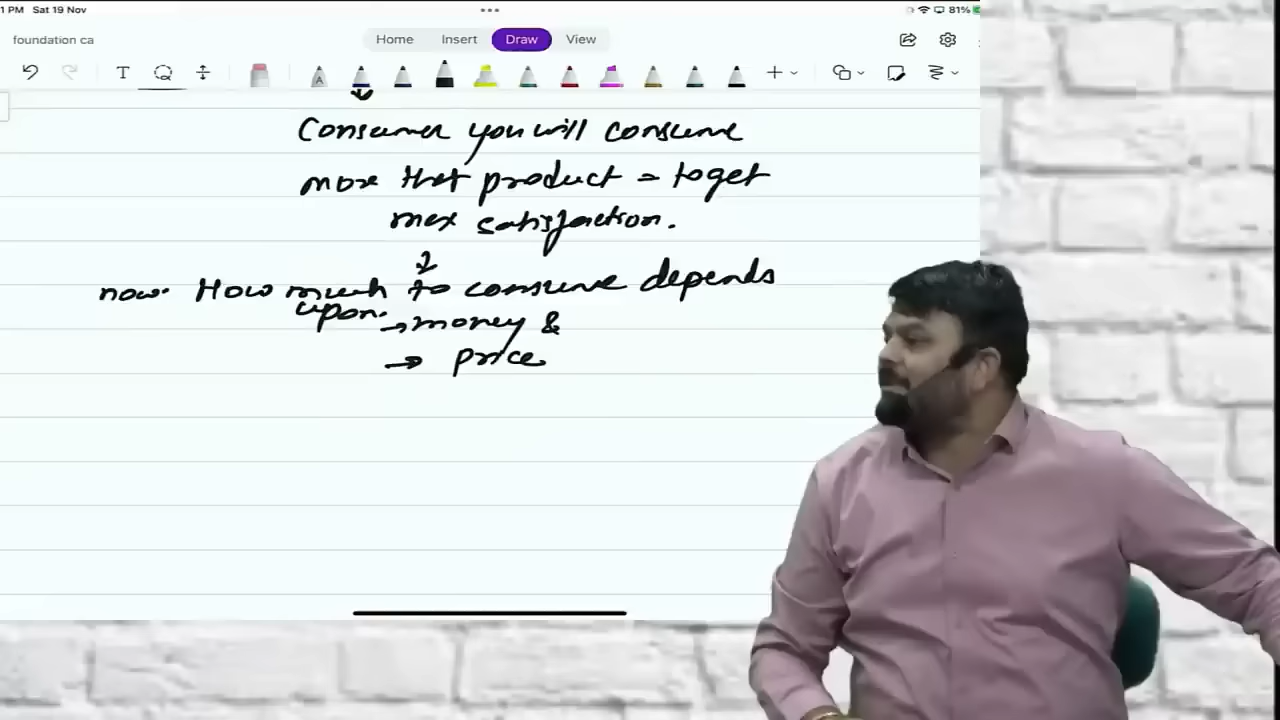 1 PM Sat 19 Nov
81%
foundation ca
Home Insert Draw View
Consumer you will consume
more that product = to get
max satisfaction.
now. How much to consume depends
upon.
→ money &
→ price